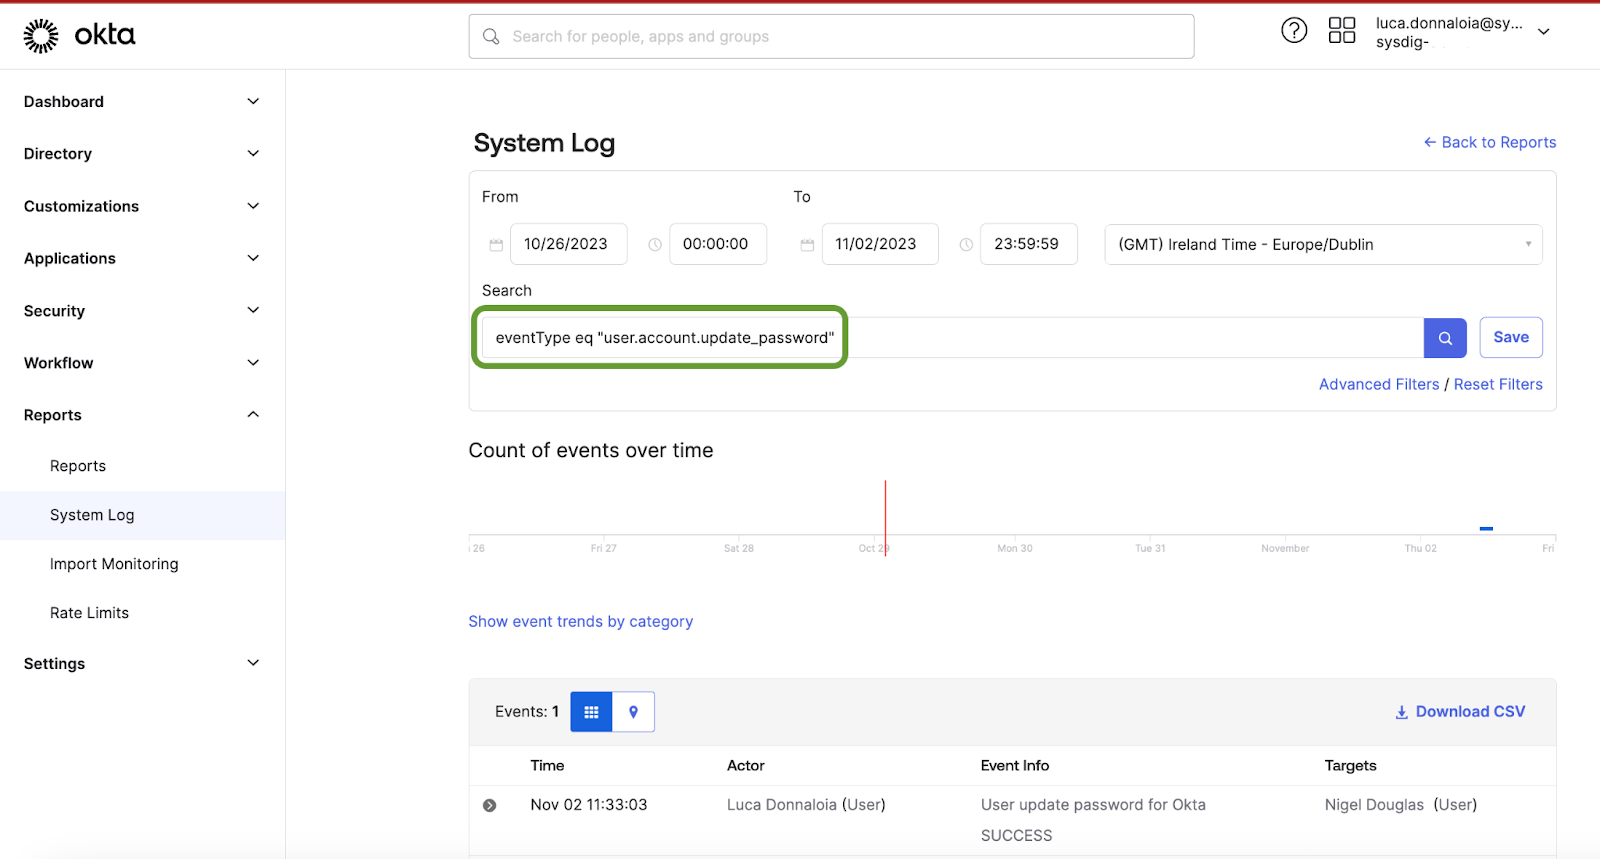 okta
Search for people, apps and groups
luca.donnaloia@sy...
sysdig-
Dashboard
Directory
Customizations
Applications
Security
Workflow
Reports
Reports
System Log
Import Monitoring
Rate Limits
Settings
System Log
← Back to Reports
From To
10/26/2023 00:00:00 11/02/2023 23:59:59 (GMT) Ireland Time - Europe/Dublin
Search
eventType eq "user.account.update_password" Save
Advanced Filters / Reset Filters
Count of events over time
26 Fri 27 Sat 28 Oct 29 Mon 30 Tue 31 November Thu 02 Fri
Show event trends by category
Events: 1 Download CSV
Time Actor Event Info Targets
Nov 02 11:33:03 Luca Donnaloia (User) User update password for Okta Nigel Douglas (User)
SUCCESS